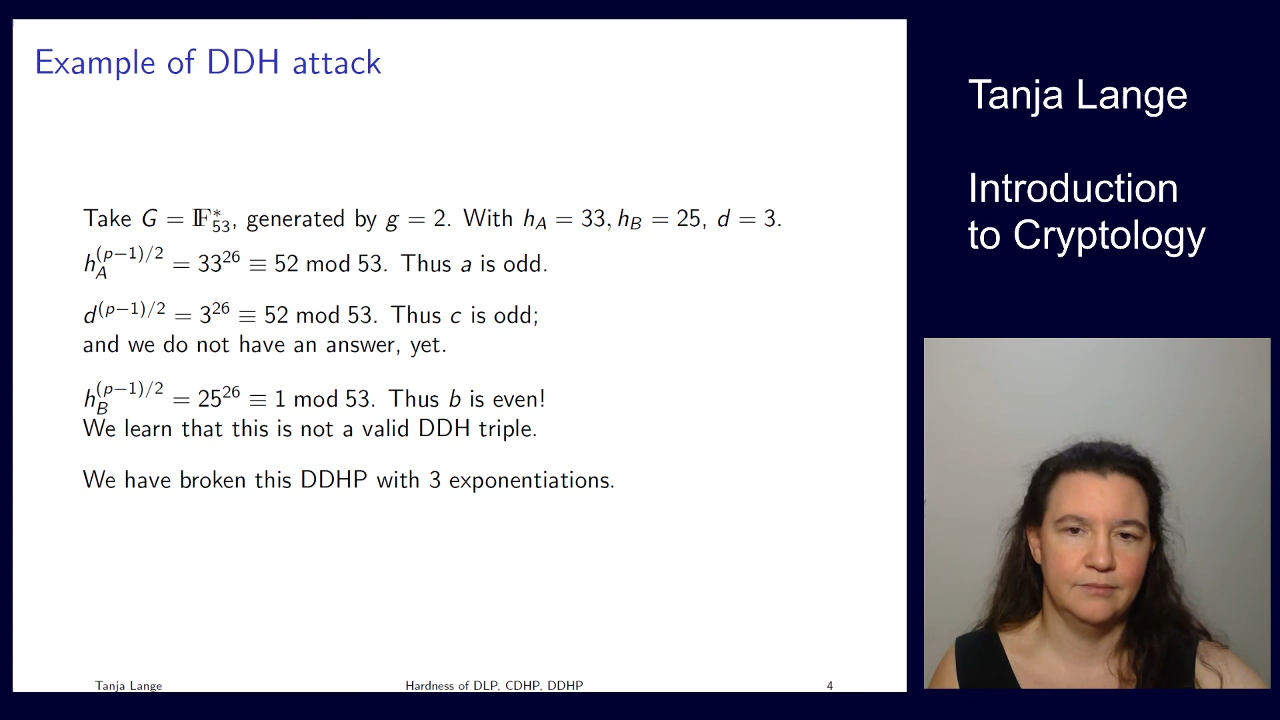 Example of DDH attack
Take G = 𝔽*₅₃, generated by g = 2. With h_A = 33, h_B = 25, d = 3.
h_A^{(p−1)/2} = 33^{26} ≡ 52 mod 53. Thus a is odd.
d^{(p−1)/2} = 3^{26} ≡ 52 mod 53. Thus c is odd;
and we do not have an answer, yet.
h_B^{(p−1)/2} = 25^{26} ≡ 1 mod 53. Thus b is even!
We learn that this is not a valid DDH triple.
We have broken this DDHP with 3 exponentiations.
Tanja Lange
Hardness of DLP, CDHP, DDHP
4
Tanja Lange
Introduction
to Cryptology